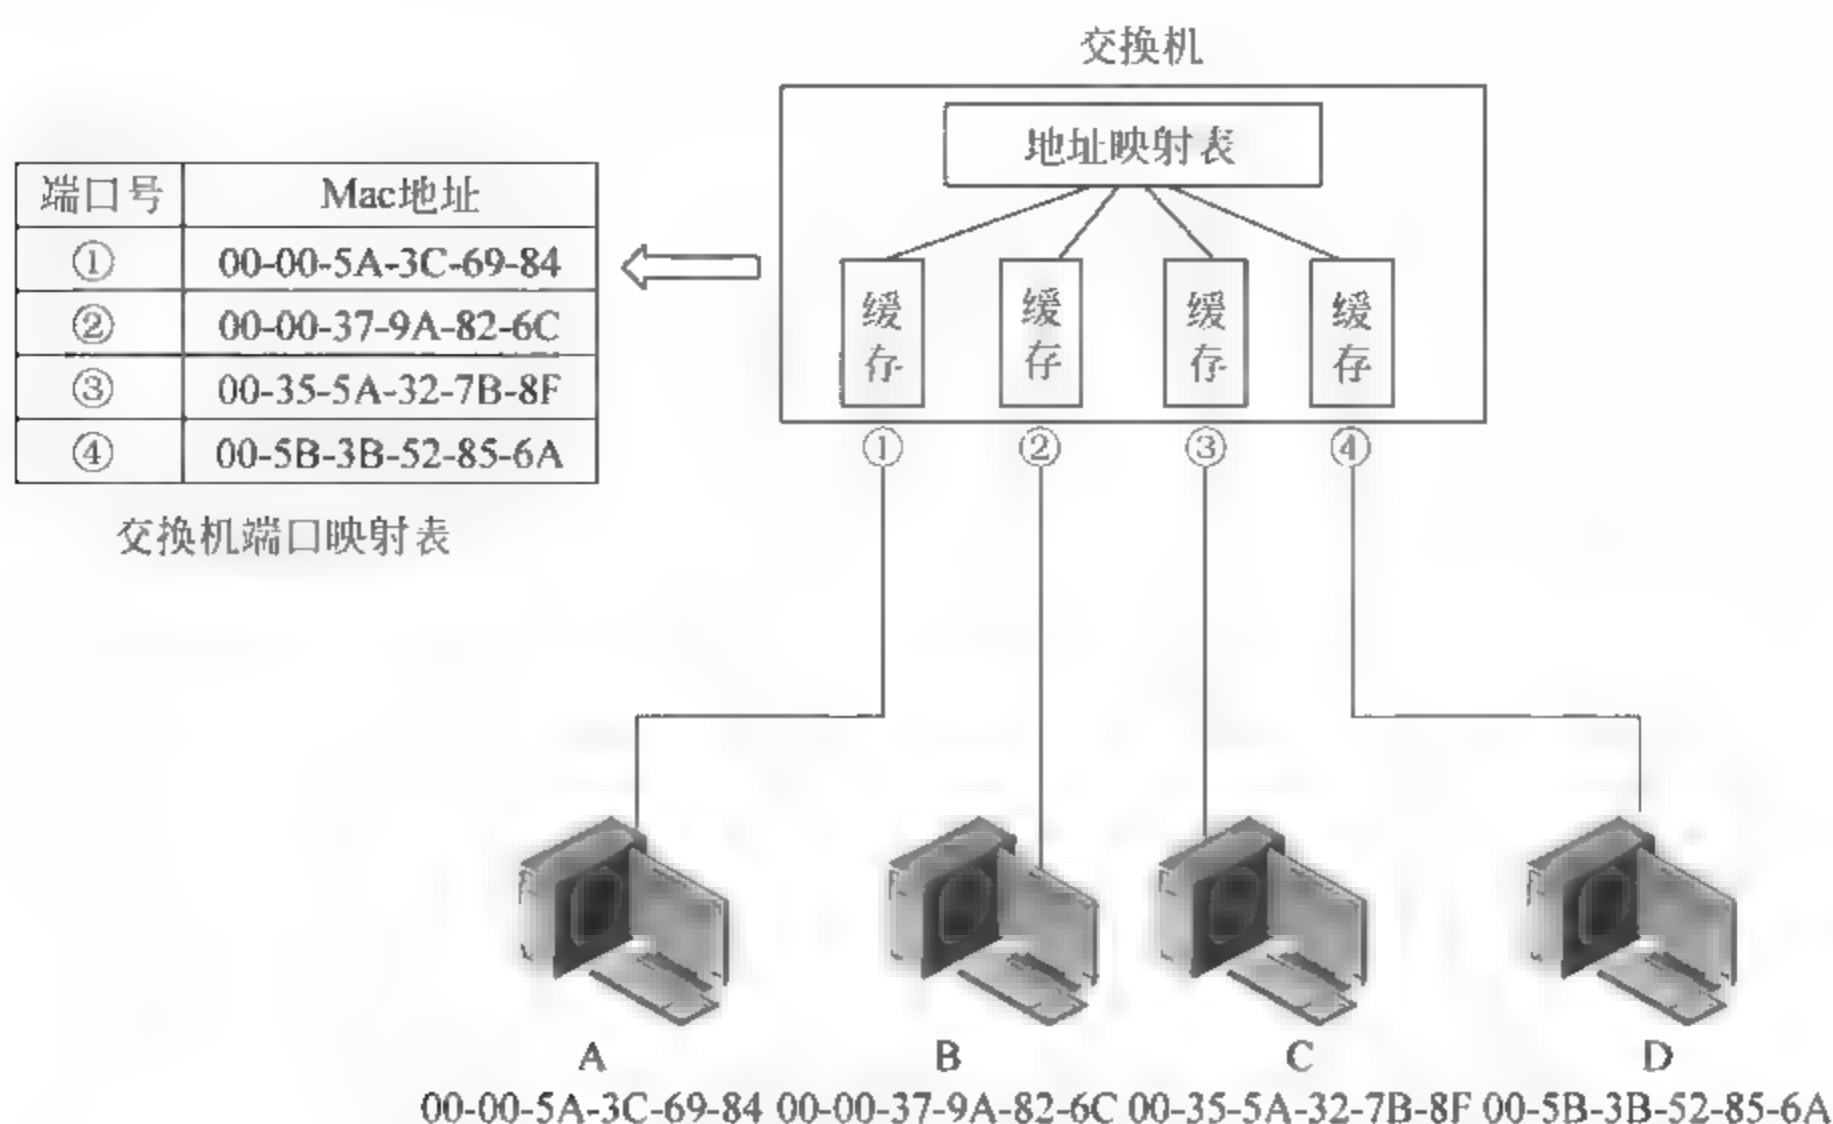 交换机
地址映射表
缓存 缓存 缓存 缓存
① ② ③ ④
端口号 Mac地址
① 00-00-5A-3C-69-84
② 00-00-37-9A-82-6C
③ 00-35-5A-32-7B-8F
④ 00-5B-3B-52-85-6A
交换机端口映射表
A B C D
00-00-5A-3C-69-84 00-00-37-9A-82-6C 00-35-5A-32-7B-8F 00-5B-3B-52-85-6A